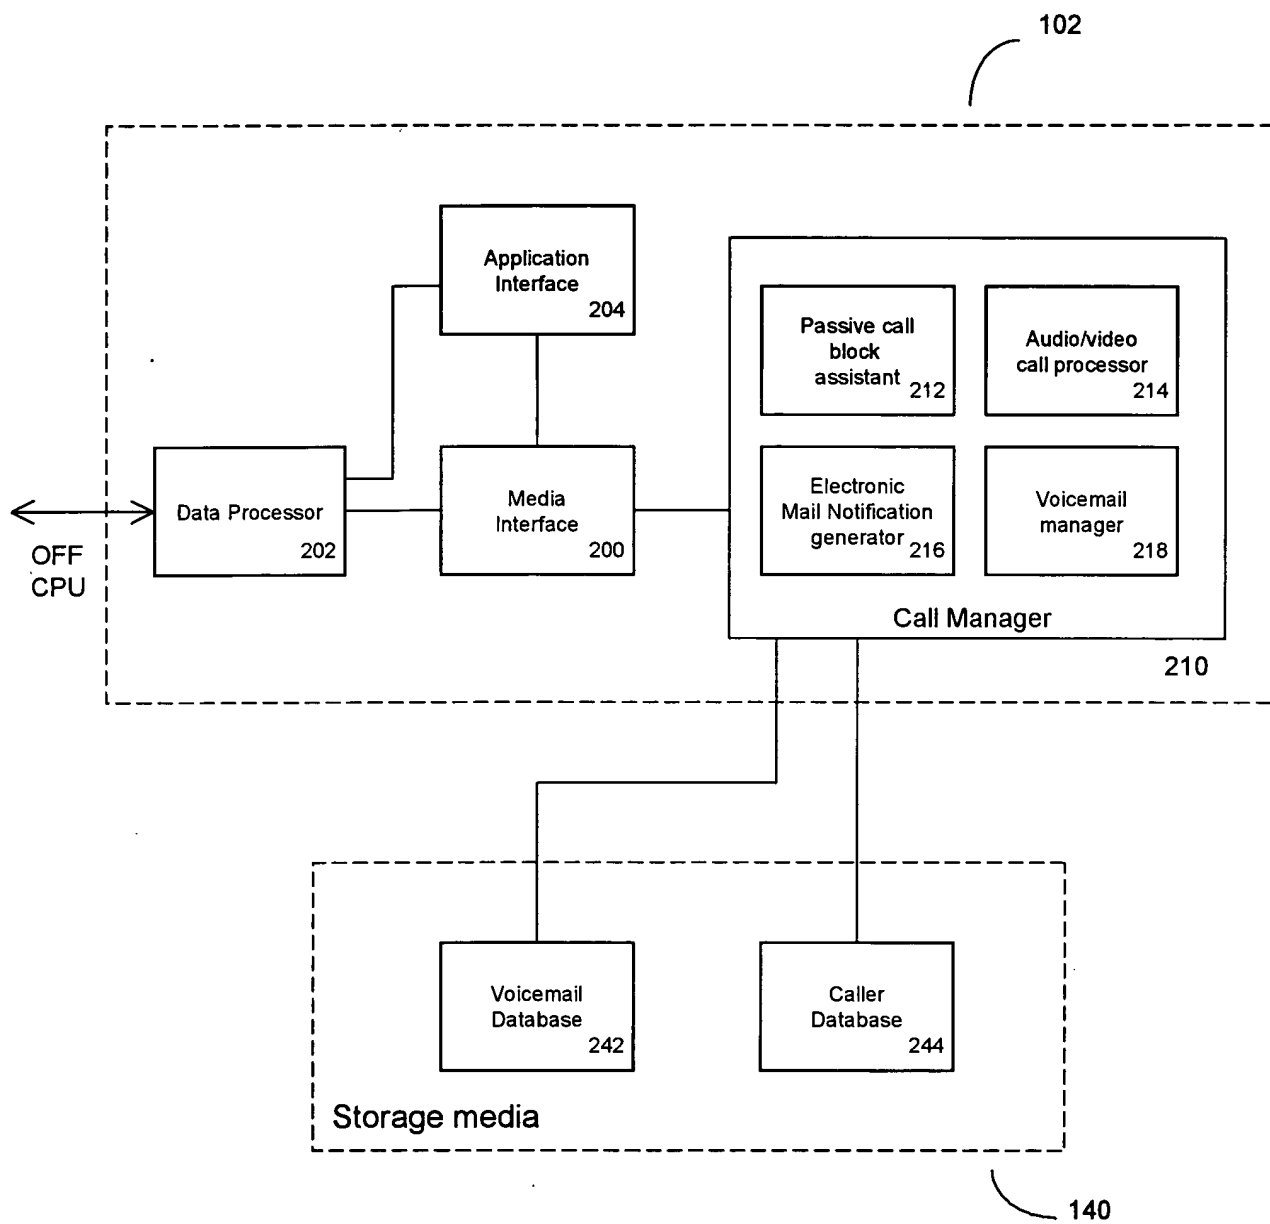 102
Application
Interface
204
Passive call
block
assistant
212
Audio/video
call processor
214
Data Processor
202
Media
Interface
200
Electronic
Mail Notification
generator
216
Voicemail
manager
218
OFF
CPU
Call Manager
210
Voicemail
Database
242
Caller
Database
244
Storage media
140